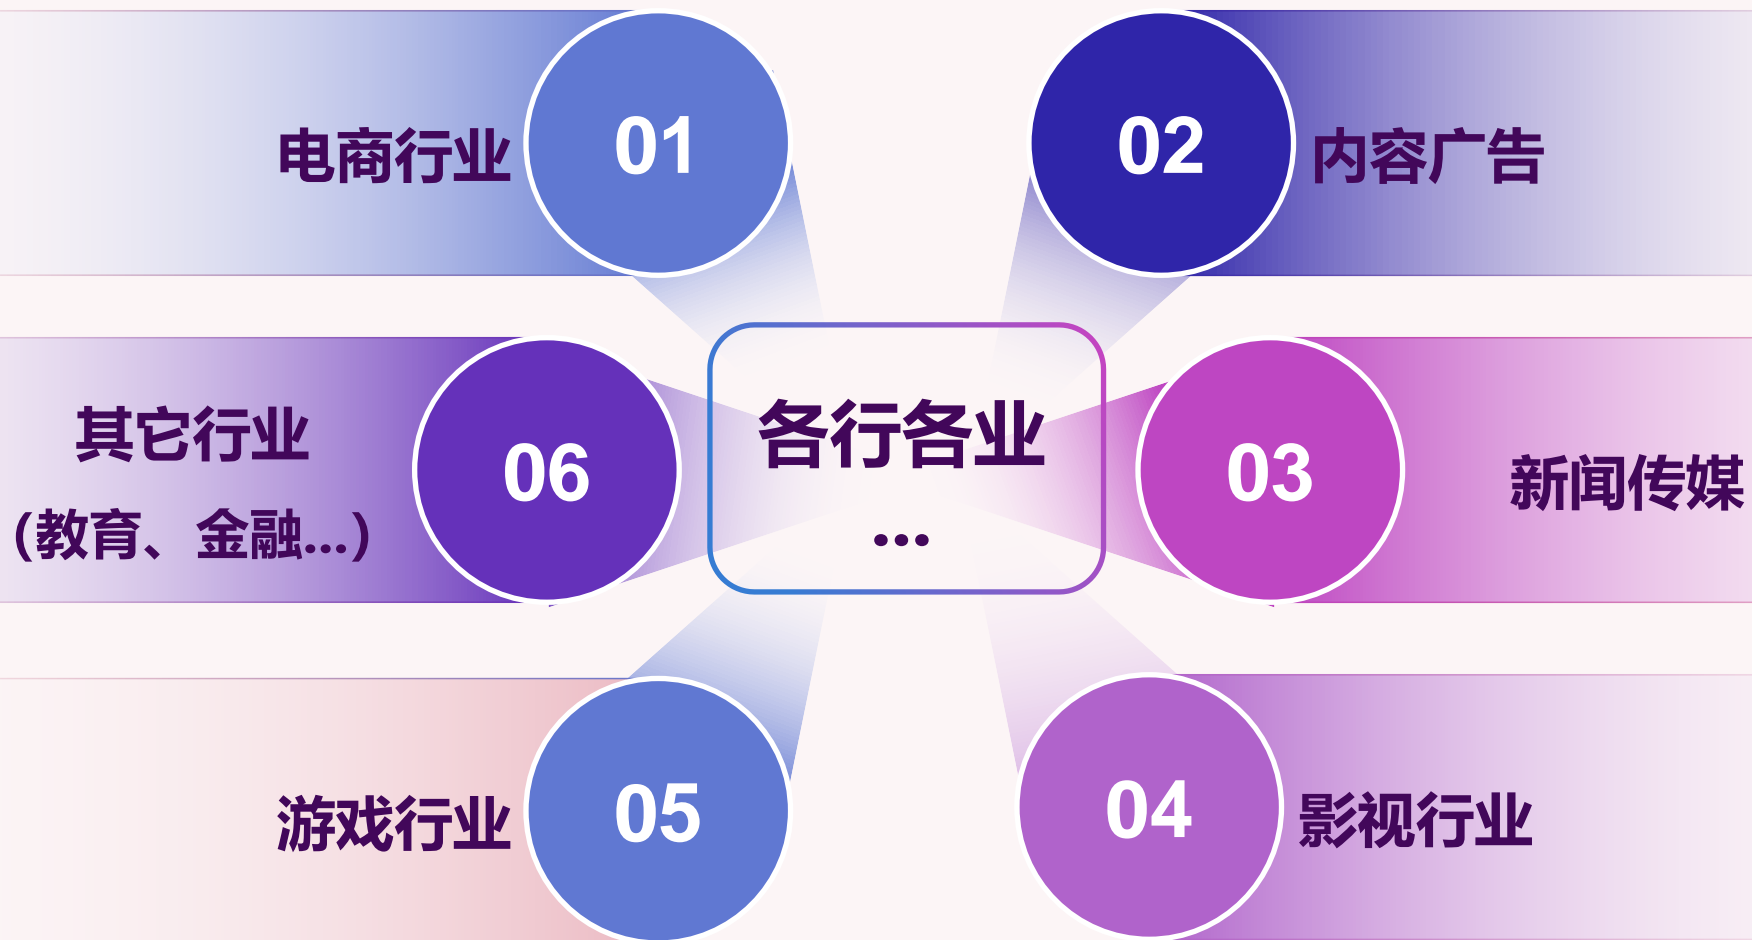 电商行业
01
02
内容广告
其它行业
(教育、金融...)
06
各行各业
...
03
新闻传媒
游戏行业
05
04
影视行业